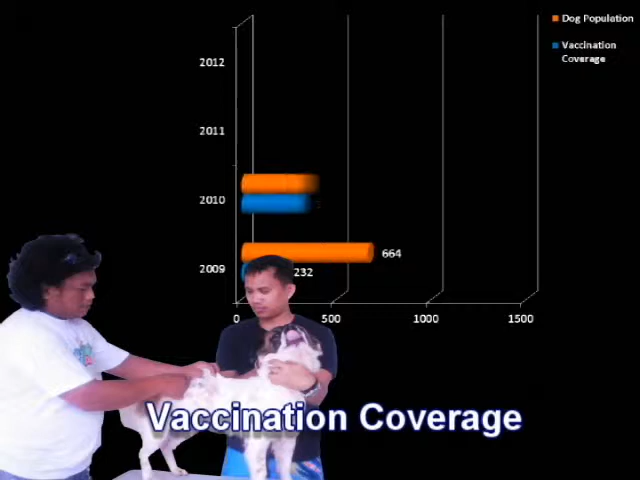 Dog Population
Vaccination
Coverage
2012
2011
2010
664
2009
232
0
500
1000
1500
Vaccination Coverage